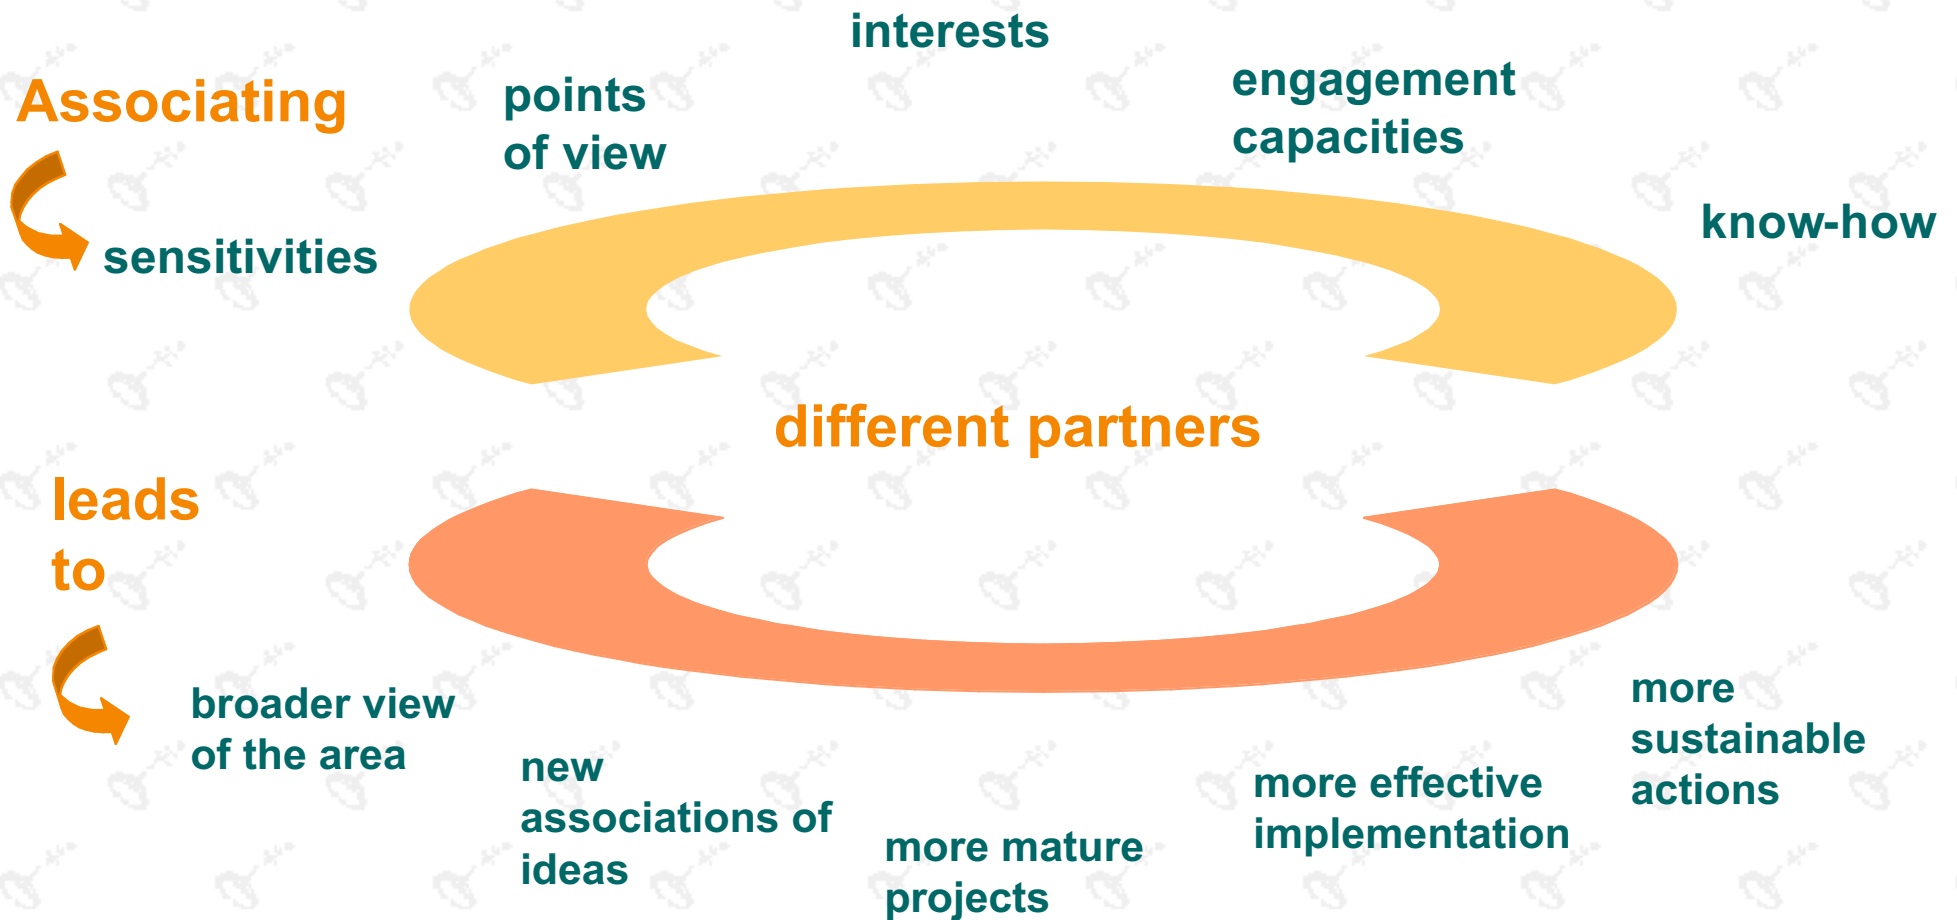 Associating
sensitivities
points
of view
interests
engagement
capacities
know-how
different partners
leads
to
broader view
of the area
new
associations of
ideas
more mature
projects
more effective
implementation
more
sustainable
actions